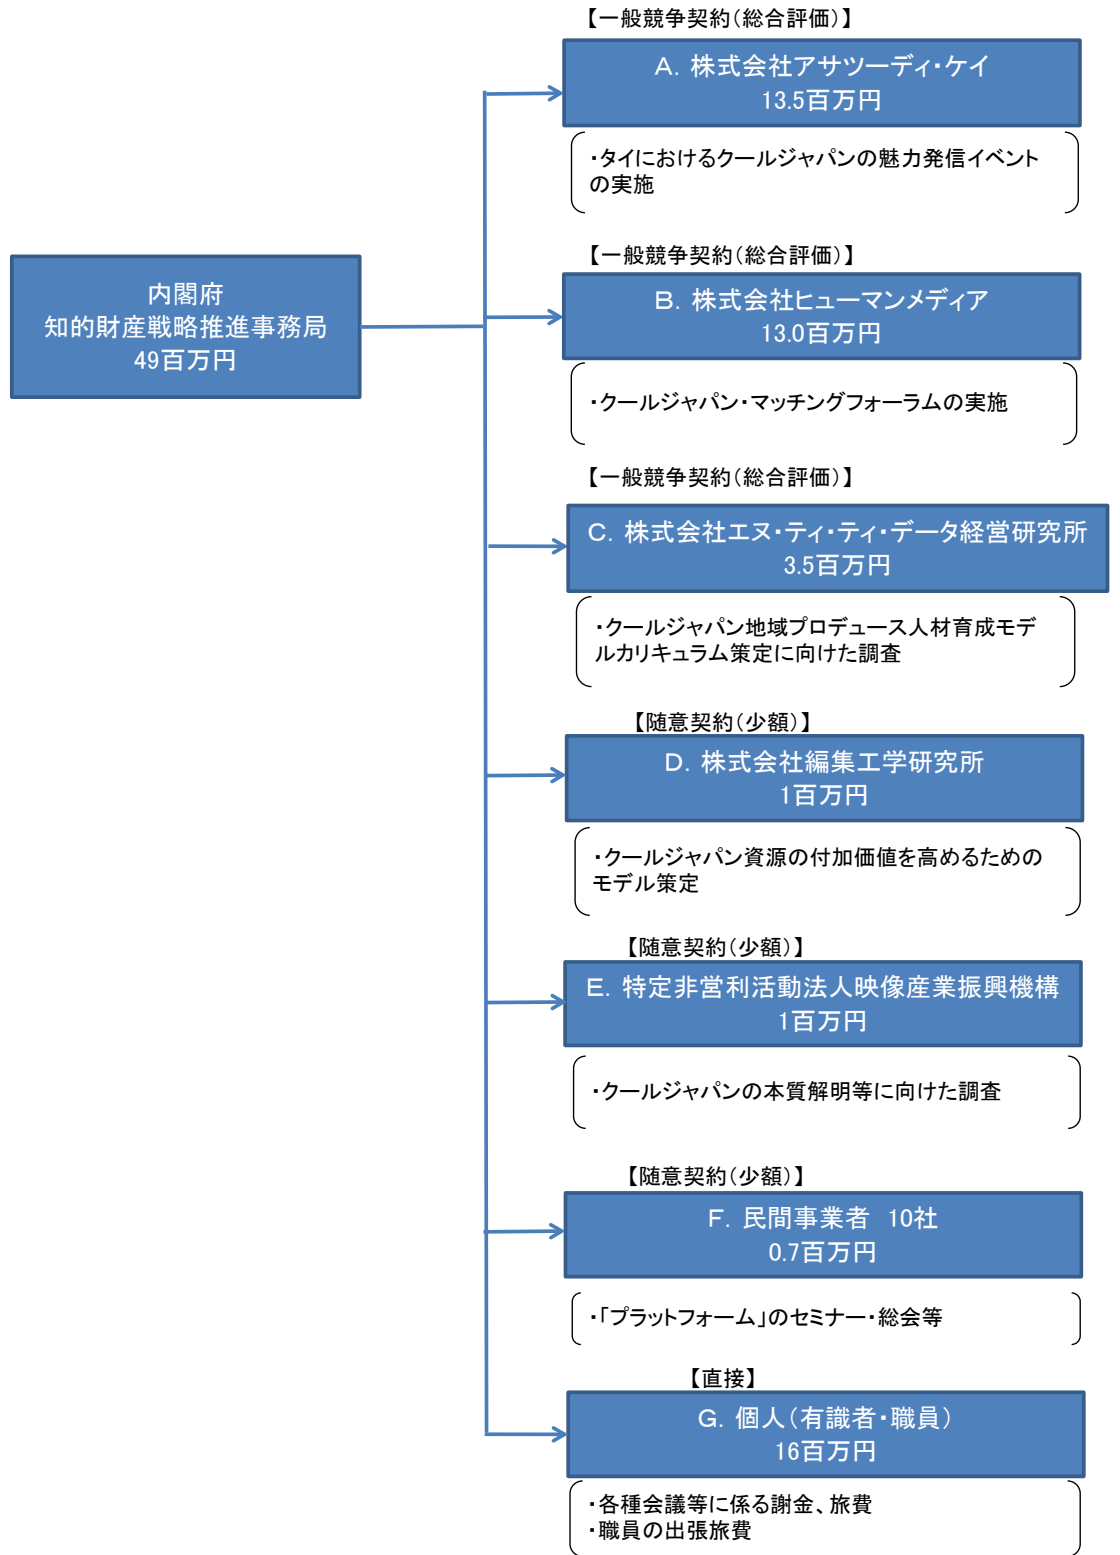 【一般競争契約(総合評価)】
A. 株式会社アサツーディ・ケイ
13.5百万円
・タイにおけるクールジャパンの魅力発信イベント
の実施
内閣府
知的財産戦略推進事務局
49百万円
【一般競争契約(総合評価)】
B. 株式会社ヒューマンメディア
13.0百万円
・クールジャパン・マッチングフォーラムの実施
【一般競争契約(総合評価)】
C. 株式会社エヌ・ティ・ティ・データ経営研究所
3.5百万円
・クールジャパン地域プロデュース人材育成モデ
ルカリキュラム策定に向けた調査
【随意契約(少額)】
D. 株式会社編集工学研究所
1百万円
・クールジャパン資源の付加価値を高めるための
モデル策定
【随意契約(少額)】
E. 特定非営利活動法人映像産業振興機構
1百万円
・クールジャパンの本質解明等に向けた調査
【随意契約(少額)】
F. 民間事業者 10社
0.7百万円
・「プラットフォーム」のセミナー・総会等
【直接】
G. 個人(有識者・職員)
16百万円
・各種会議等に係る謝金、旅費
・職員の出張旅費